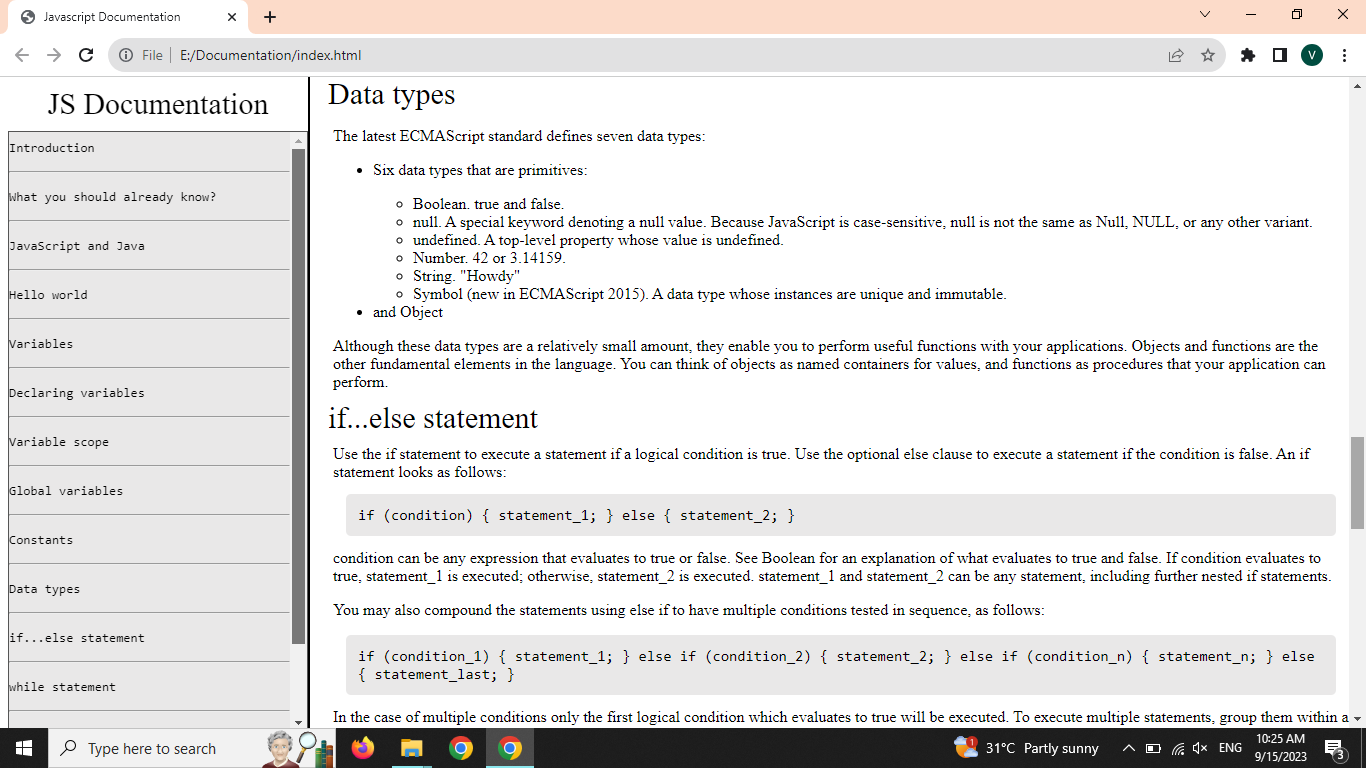 Javascript Documentation
File
E:/Documentation/index.html
V
JS Documentation
Introduction
What you should already know?
JavaScript and Java
Hello world
Variables
Declaring variables
Variable scope
Global variables
Constants
Data types
if...else statement
while statement
Data types
The latest ECMAScript standard defines seven data types:
Six data types that are primitives:
Boolean. true and false.
null. A special keyword denoting a null value. Because JavaScript is case-sensitive, null is not the same as Null, NULL, or any other variant.
undefined. A top-level property whose value is undefined.
Number. 42 or 3.14159.
String. "Howdy"
Symbol (new in ECMAScript 2015). A data type whose instances are unique and immutable.
and Object
Although these data types are a relatively small amount, they enable you to perform useful functions with your applications. Objects and functions are the
other fundamental elements in the language. You can think of objects as named containers for values, and functions as procedures that your application can
perform.
if...else statement
Use the if statement to execute a statement if a logical condition is true. Use the optional else clause to execute a statement if the condition is false. An if
statement looks as follows:
if (condition) { statement_1; } else { statement_2; }
condition can be any expression that evaluates to true or false. See Boolean for an explanation of what evaluates to true and false. If condition evaluates to
true, statement_1 is executed; otherwise, statement_2 is executed. statement_1 and statement_2 can be any statement, including further nested if statements.
You may also compound the statements using else if to have multiple conditions tested in sequence, as follows:
if (condition_1) { statement_1; } else if (condition_2) { statement_2; } else if (condition_n) { statement_n; } else
{ statement_last; }
In the case of multiple conditions only the first logical condition which evaluates to true will be executed. To execute multiple statements, group them within a
Type here to search
1
31°C Partly sunny
ENG
10:25 AM
9/15/2023
3